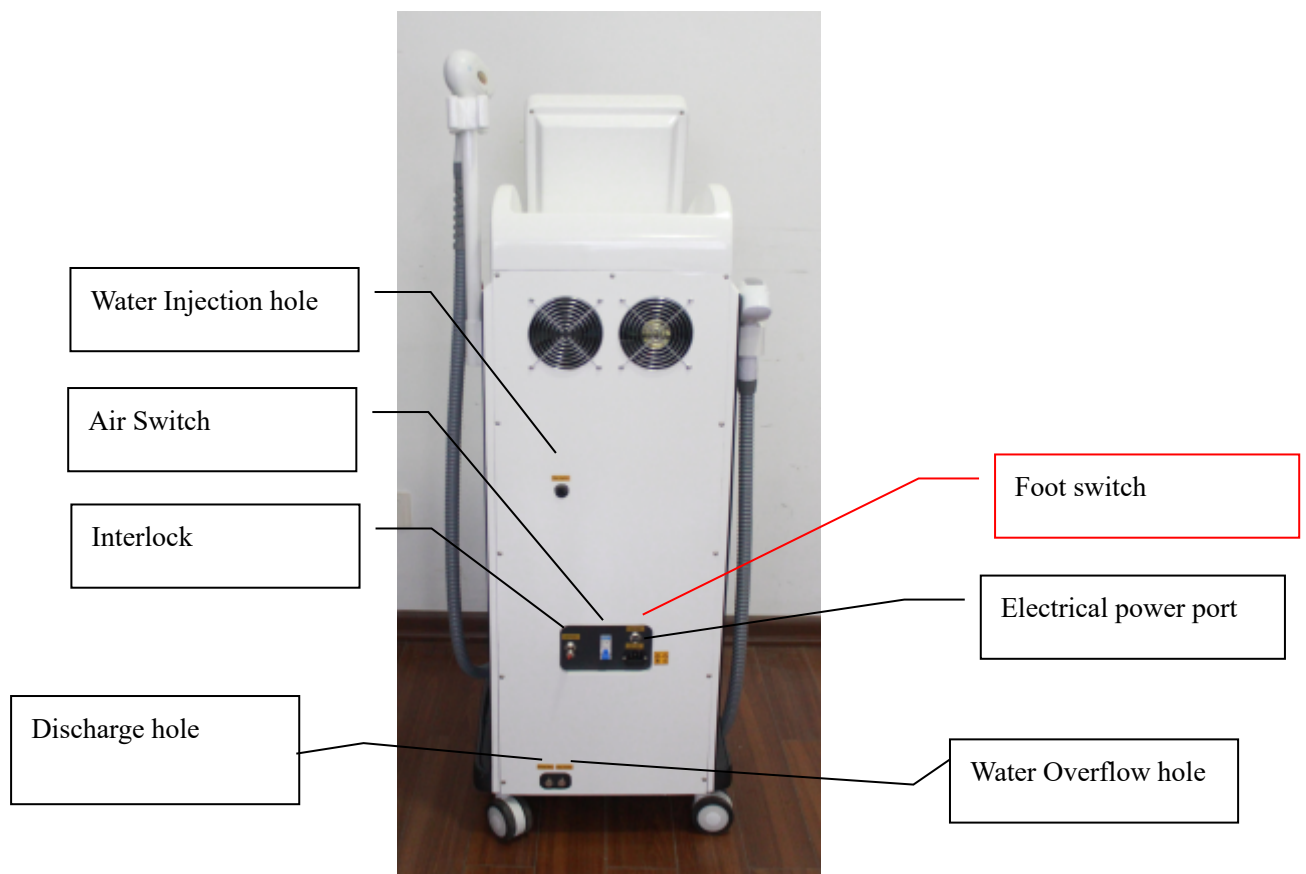 Water Injection hole
Air Switch
Interlock
Foot switch
Electrical power port
Discharge hole
Water Overflow hole